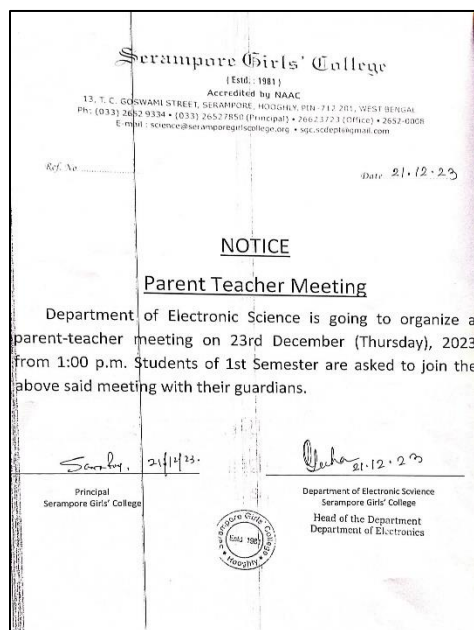 Serampore Girls' College
( Estd. : 1981 )
Accredited by NAAC
13, T. C. GOSWAMI STREET, SERAMPORE, HOOGHLY, PIN-712 201, WEST BENGAL
Ph: (033) 2652 9334 • (033) 26527850 (Principal) • 26623723 (Office) • 2652-0008
E-mail : science@seramporegirlscollege.org • sgc.scdepts@gmail.com
Ref. No. Date 21.12.23
NOTICE
Parent Teacher Meeting
Department of Electronic Science is going to organize a
parent-teacher meeting on 23rd December (Thursday), 2023
from 1:00 p.m. Students of 1st Semester are asked to join the
above said meeting with their guardians.
21/12/23. 21.12.23
Principal
Serampore Girls' College
Department of Electronic Scvience
Serampore Girls' College
Head of the Department
Department of Electronics
Serampore Girls' College
Estd 1981
Hooghly